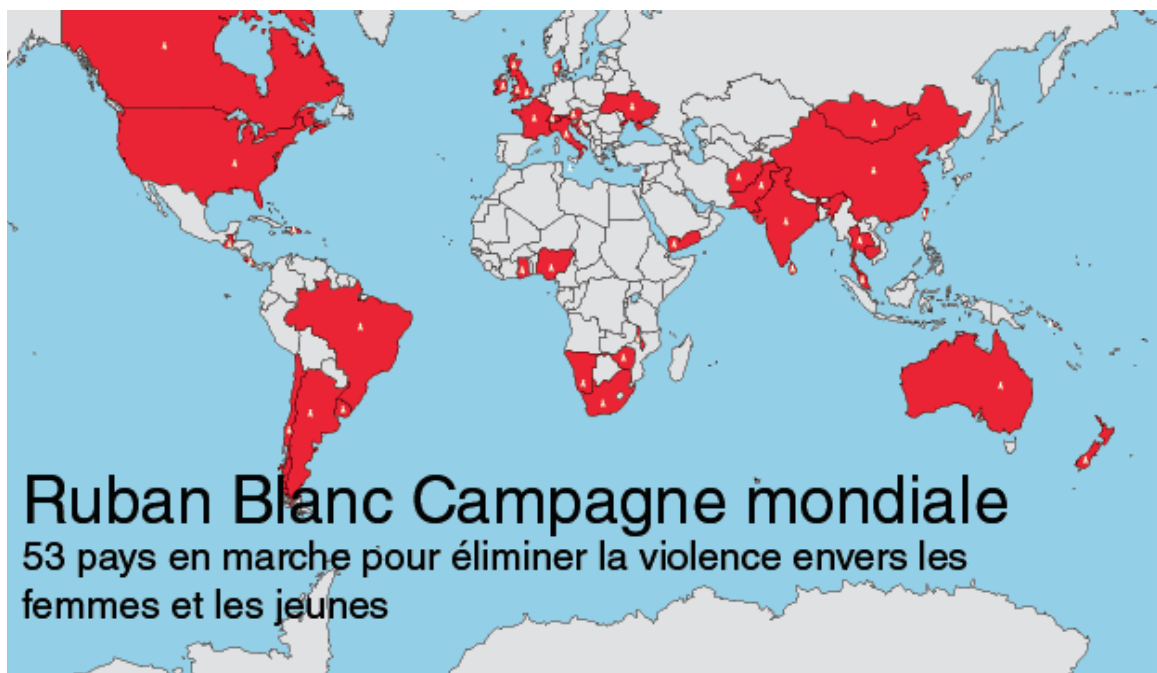 Ruban Blanc Campagne mondiale
53 pays en marche pour éliminer la violence envers les
femmes et les jeunes